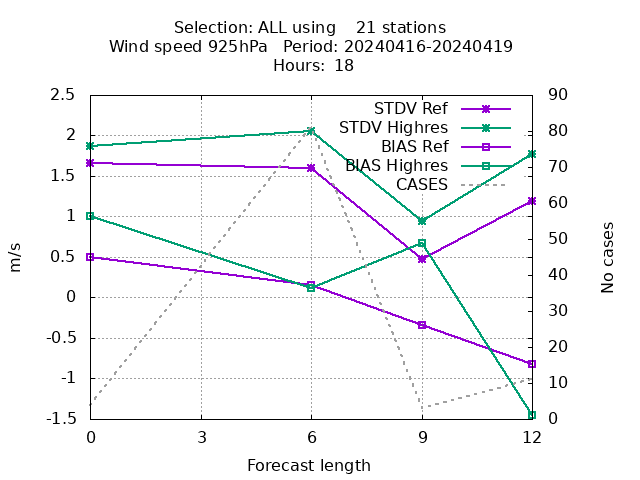 Selection: ALL using    21 stations
Wind speed 925hPa   Period: 20240416-20240419
Hours: 18
STDV Ref
STDV Highres
BIAS Ref
BIAS Highres
CASES
2.5
2
1.5
1
0.5
0
-0.5
-1
-1.5
m/s
90
80
70
60
50
40
30
20
10
0
No cases
0 3 6 9 12
Forecast length